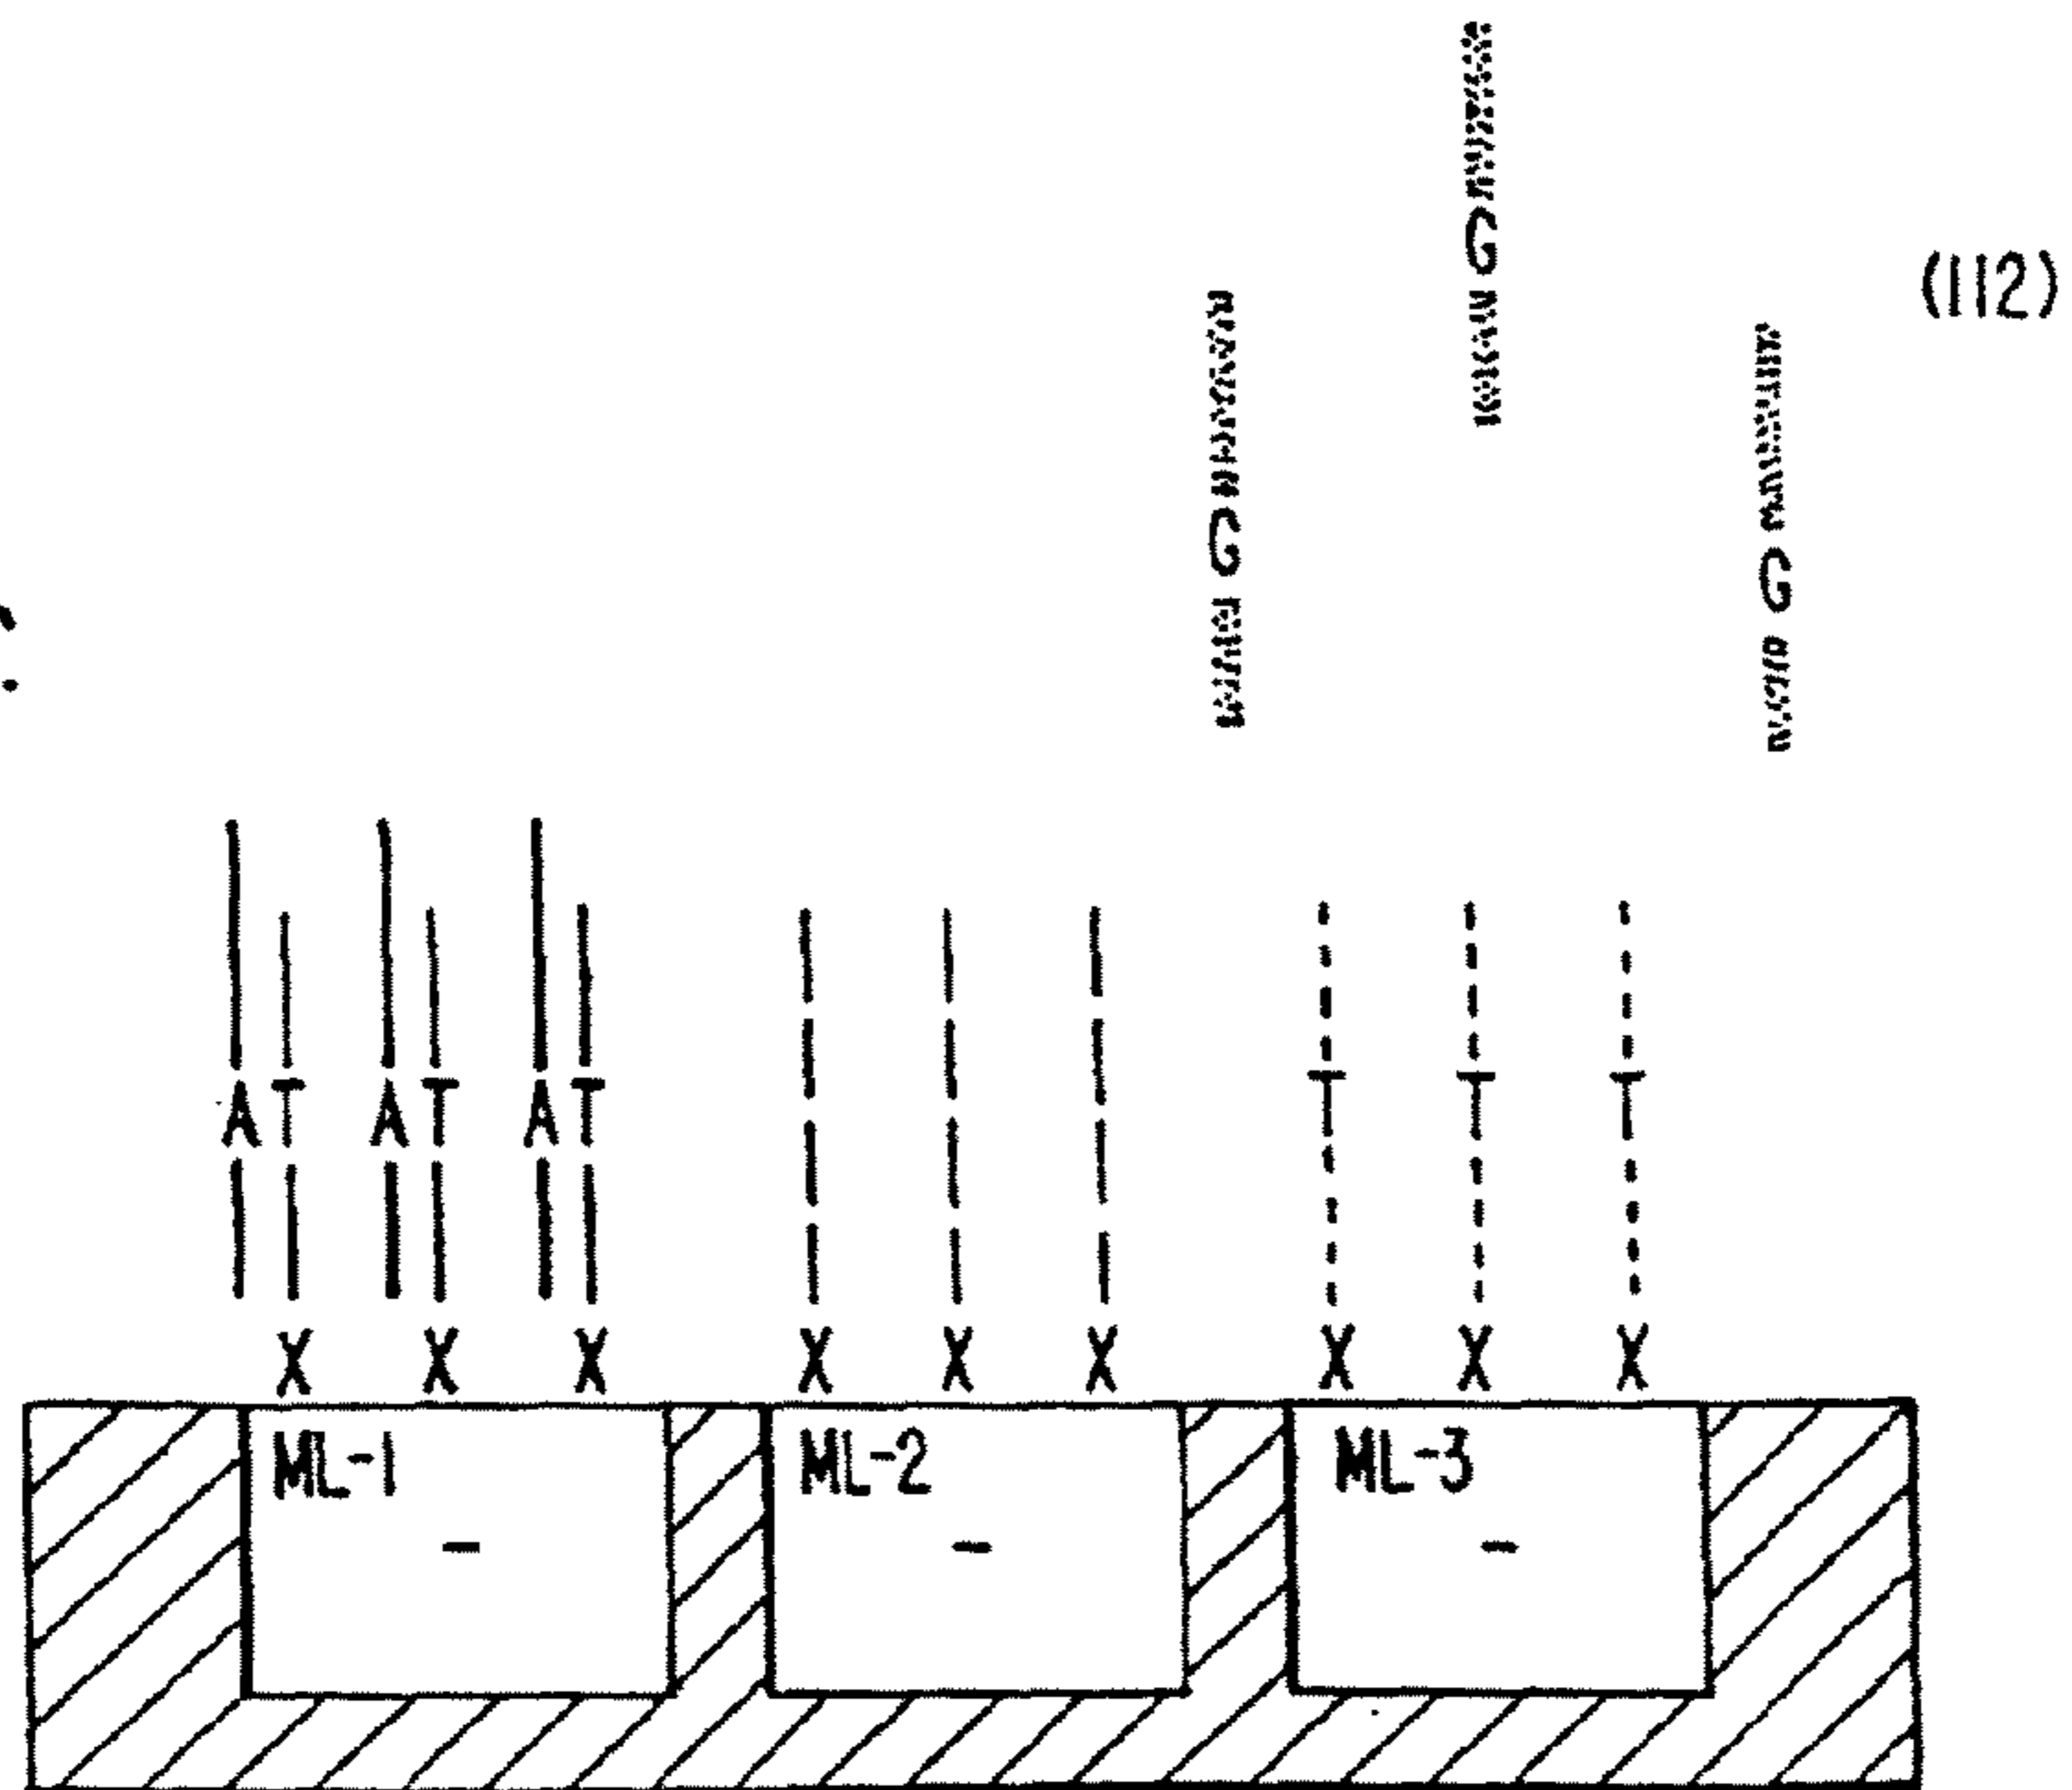 G
(112)
G
G
A T A T A T T T T
X X X X X X X X X
ML-1 ML-2 ML-3
- - -